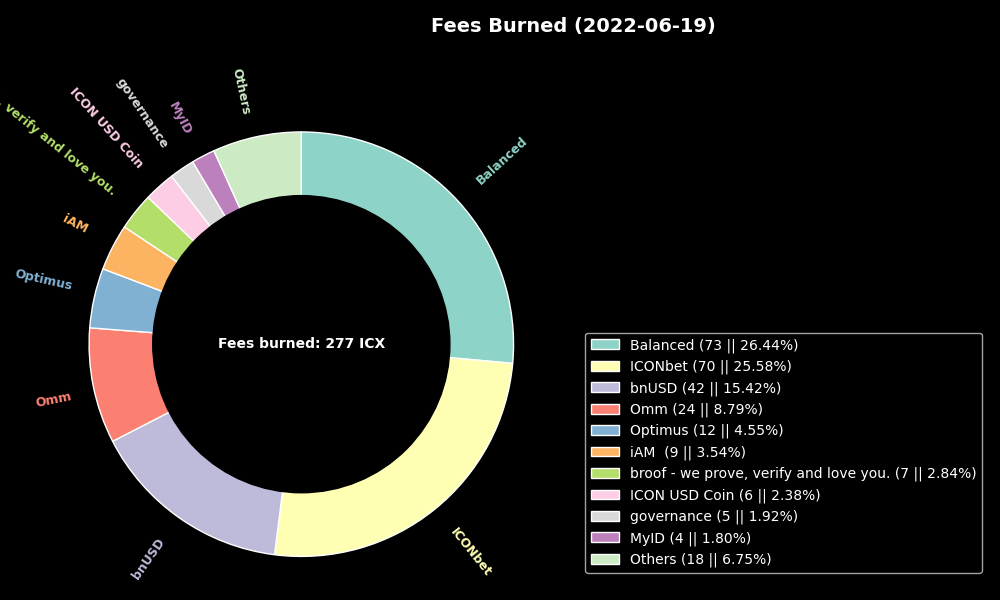 Fees Burned (2022-06-19)
Others
MyID
governance
ICON USD Coin
verify and love you.
iAM
Optimus
Omm
bnUSD
ICONbet
Balanced
Fees burned: 277 ICX
Balanced (73 || 26.44%)
ICONbet (70 || 25.58%)
bnUSD (42 || 15.42%)
Omm (24 || 8.79%)
Optimus (12 || 4.55%)
iAM  (9 || 3.54%)
broof - we prove, verify and love you. (7 || 2.84%)
ICON USD Coin (6 || 2.38%)
governance (5 || 1.92%)
MyID (4 || 1.80%)
Others (18 || 6.75%)